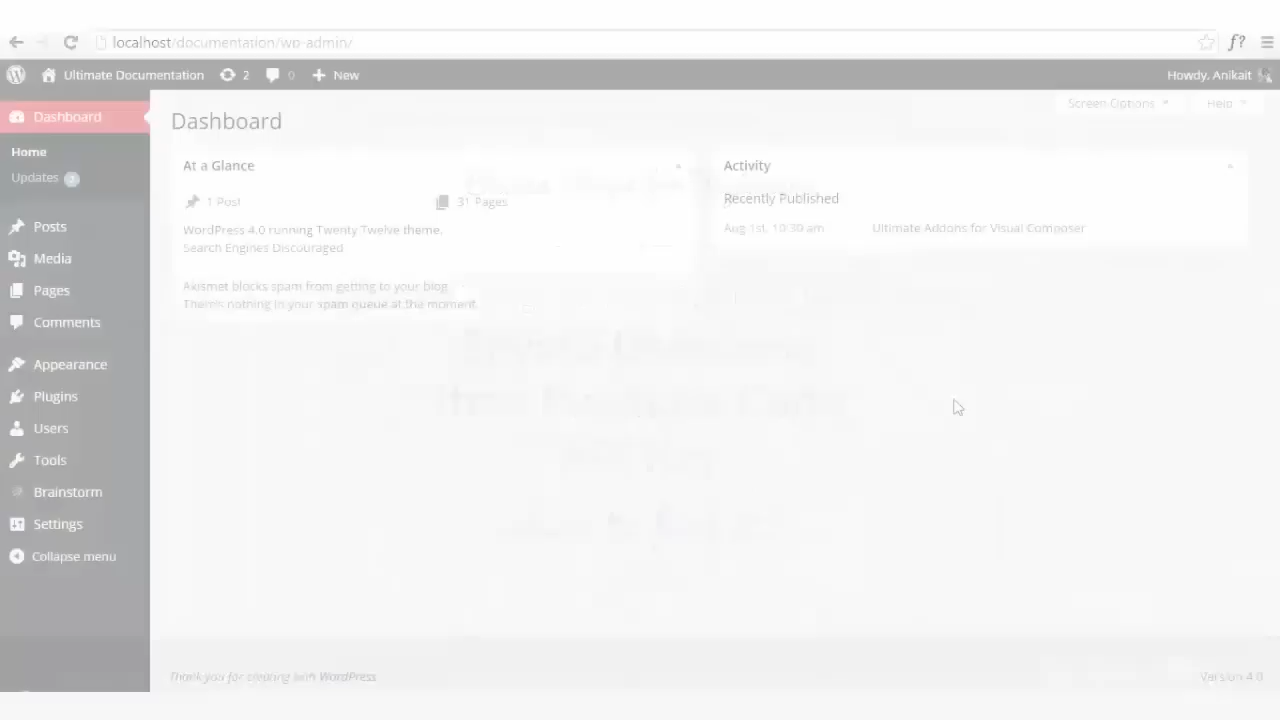 localhost/documentation/wp-admin/
Ultimate Documentation 2 0 New Howdy, Anikait
Dashboard
Home
Updates 2
Posts
Media
Pages
Comments
Appearance
Plugins
Users
Tools
Brainstorm
Settings
Collapse menu
Screen Options Help
Dashboard
At a Glance
1 Post 31 Pages
WordPress 4.0 running Twenty Twelve theme.
Search Engines Discouraged
Akismet blocks spam from getting to your blog.
There's nothing in your spam queue at the moment.
Activity
Recently Published
Aug 1st, 10:30 am Ultimate Addons for Visual Composer
Thank you for creating with WordPress
Version 4.0